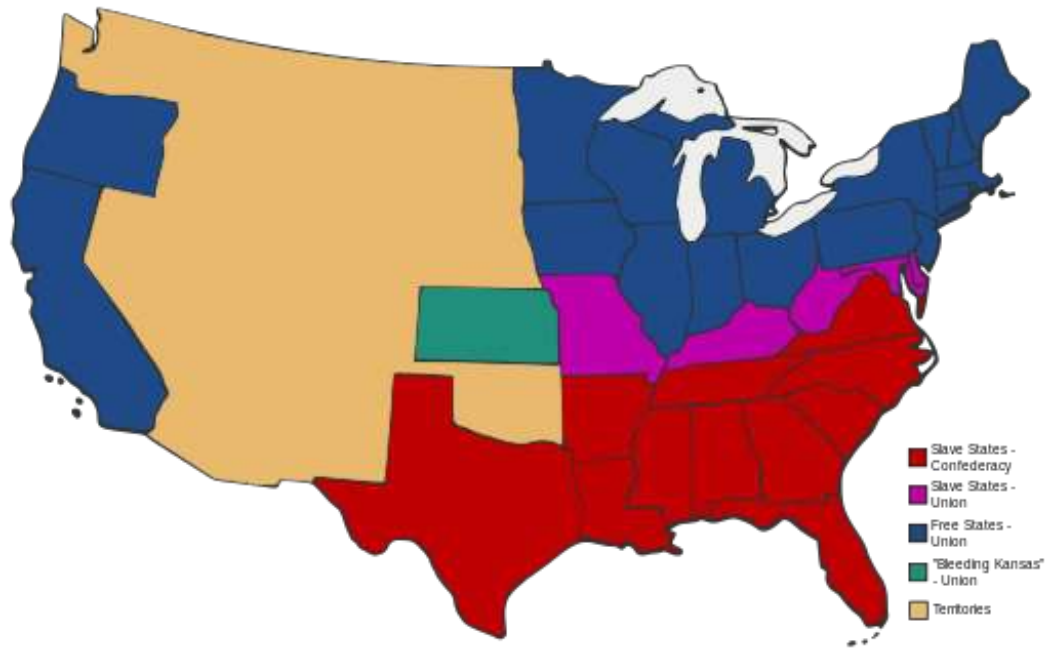 Slave States -
Confederacy
Slave States -
Union
Free States -
Union
"Bleeding Kansas"
- Union
Territories